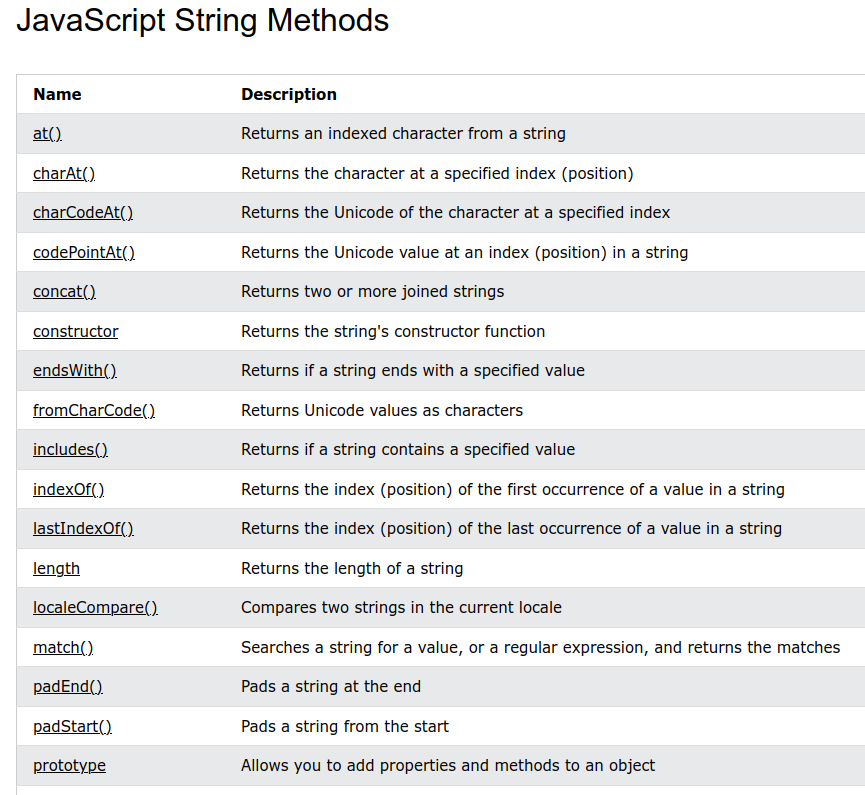 JavaScript String Methods
Name Description
at() Returns an indexed character from a string
charAt() Returns the character at a specified index (position)
charCodeAt() Returns the Unicode of the character at a specified index
codePointAt() Returns the Unicode value at an index (position) in a string
concat() Returns two or more joined strings
constructor Returns the string's constructor function
endsWith() Returns if a string ends with a specified value
fromCharCode() Returns Unicode values as characters
includes() Returns if a string contains a specified value
indexOf() Returns the index (position) of the first occurrence of a value in a string
lastIndexOf() Returns the index (position) of the last occurrence of a value in a string
length Returns the length of a string
localeCompare() Compares two strings in the current locale
match() Searches a string for a value, or a regular expression, and returns the matches
padEnd() Pads a string at the end
padStart() Pads a string from the start
prototype Allows you to add properties and methods to an object